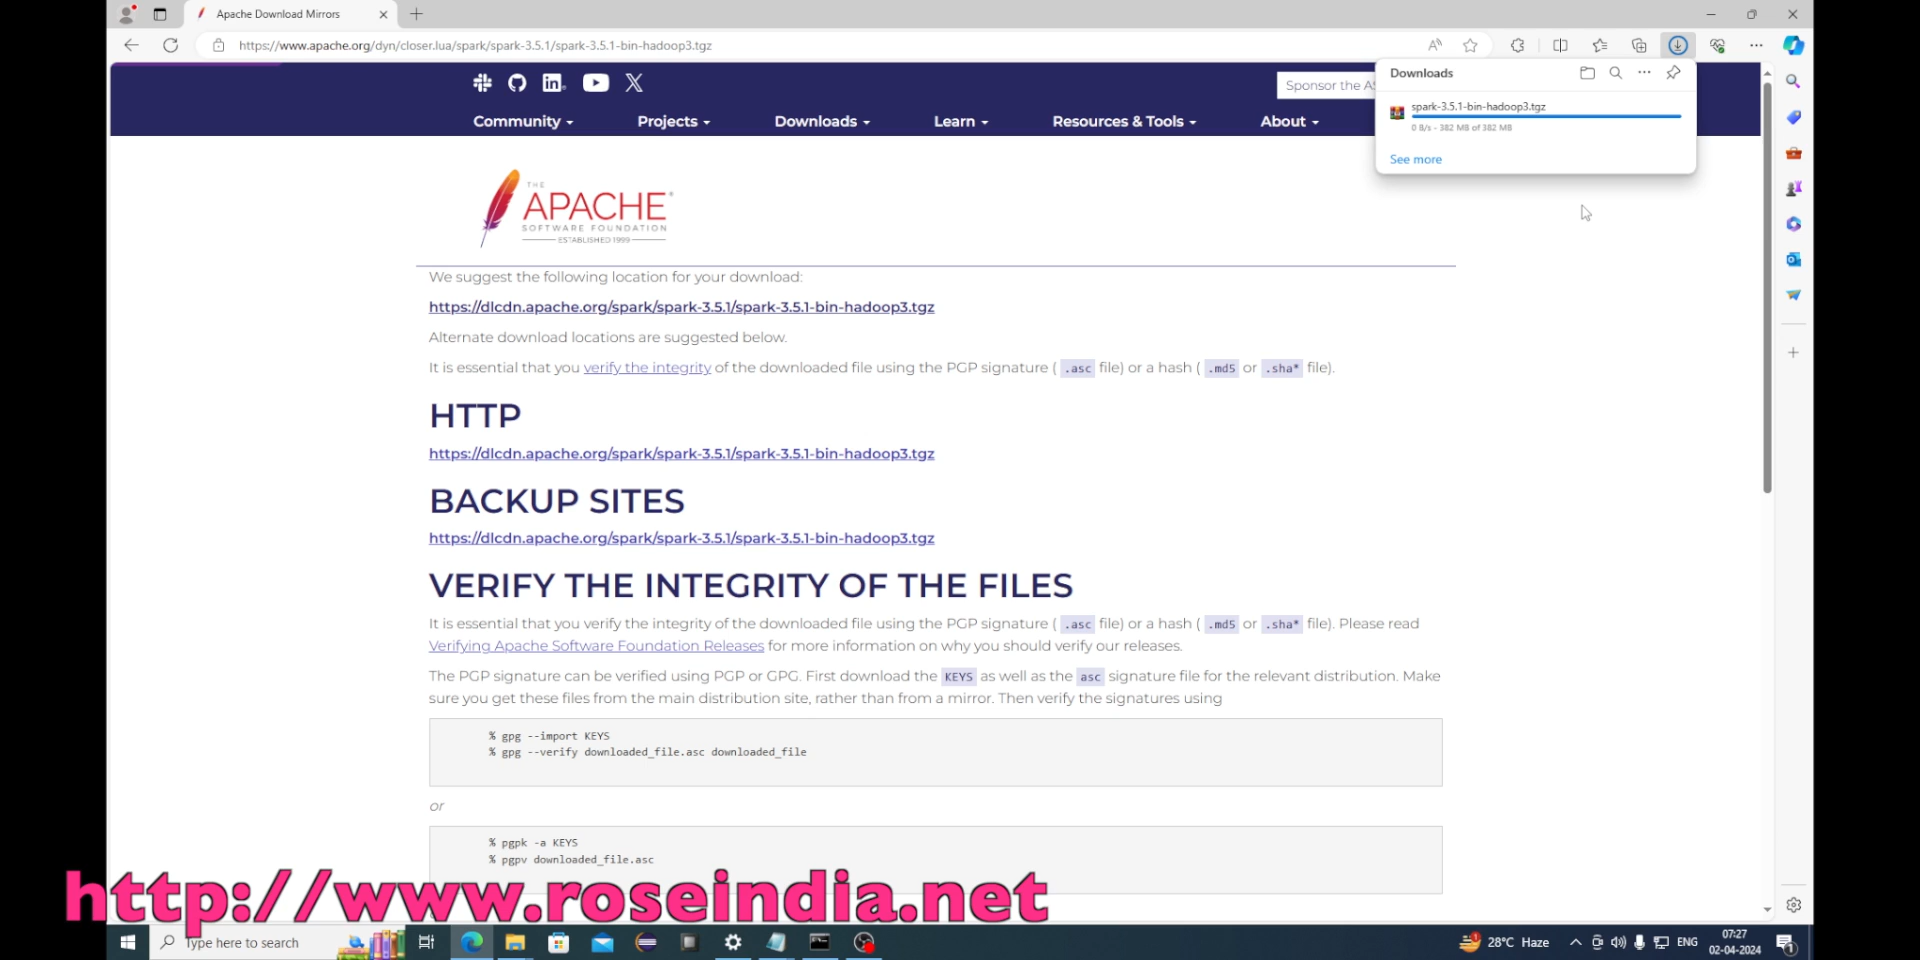 Apache Download Mirrors
https://www.apache.org/dyn/closer.lua/spark/spark-3.5.1/spark-3.5.1-bin-hadoop3.tgz
Downloads
spark-3.5.1-bin-hadoop3.tgz
0 B/s - 382 MB of 382 MB
See more
Sponsor the AS
Community
Projects
Downloads
Learn
Resources & Tools
About
THE
APACHE
SOFTWARE FOUNDATION
ESTABLISHED 1999
We suggest the following location for your download:
https://dlcdn.apache.org/spark/spark-3.5.1/spark-3.5.1-bin-hadoop3.tgz
Alternate download locations are suggested below.
It is essential that you verify the integrity of the downloaded file using the PGP signature ( .asc file) or a hash ( .md5 or .sha* file).
HTTP
https://dlcdn.apache.org/spark/spark-3.5.1/spark-3.5.1-bin-hadoop3.tgz
BACKUP SITES
https://dlcdn.apache.org/spark/spark-3.5.1/spark-3.5.1-bin-hadoop3.tgz
VERIFY THE INTEGRITY OF THE FILES
It is essential that you verify the integrity of the downloaded file using the PGP signature ( .asc file) or a hash ( .md5 or .sha* file). Please read
Verifying Apache Software Foundation Releases for more information on why you should verify our releases.
The PGP signature can be verified using PGP or GPG. First download the KEYS as well as the asc signature file for the relevant distribution. Make
sure you get these files from the main distribution site, rather than from a mirror. Then verify the signatures using
% gpg --import KEYS
% gpg --verify downloaded_file.asc downloaded_file
or
% pgpk -a KEYS
% pgpv downloaded_file.asc
http://www.roseindia.net
Type here to search
28°C Haze
ENG
07:27
02-04-2024